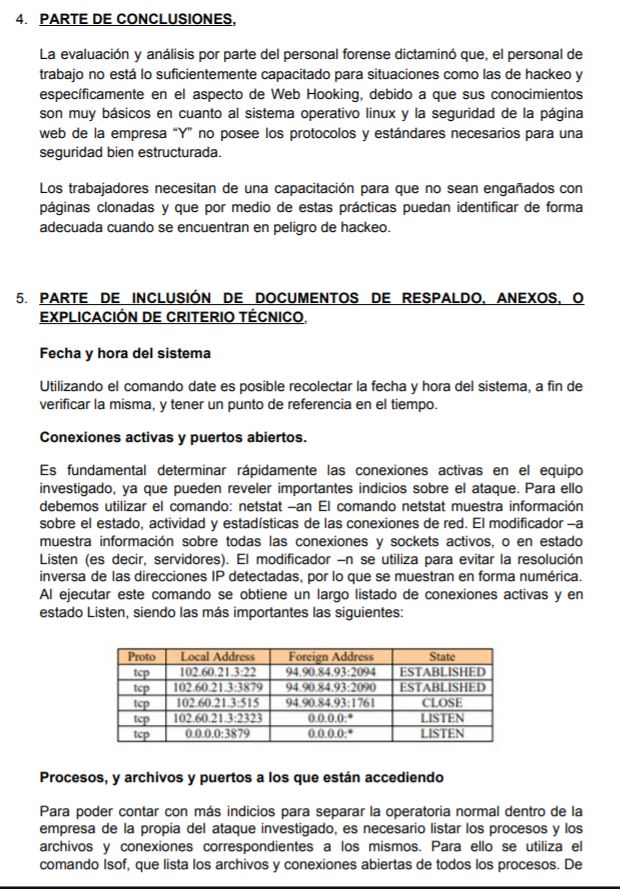 4. PARTE DE CONCLUSIONES,
La evaluación y análisis por parte del personal forense dictaminó que, el personal de
trabajo no está lo suficientemente capacitado para situaciones como las de hackeo y
específicamente en el aspecto de Web Hooking, debido a que sus conocimientos
son muy básicos en cuanto al sistema operativo linux y la seguridad de la página
web de la empresa “Y” no posee los protocolos y estándares necesarios para una
seguridad bien estructurada.
Los trabajadores necesitan de una capacitación para que no sean engañados con
páginas clonadas y que por medio de estas prácticas puedan identificar de forma
adecuada cuando se encuentran en peligro de hackeo.
5. PARTE DE INCLUSIÓN DE DOCUMENTOS DE RESPALDO, ANEXOS, O
EXPLICACIÓN DE CRITERIO TÉCNICO,
Fecha y hora del sistema
Utilizando el comando date es posible recolectar la fecha y hora del sistema, a fin de
verificar la misma, y tener un punto de referencia en el tiempo.
Conexiones activas y puertos abiertos.
Es fundamental determinar rápidamente las conexiones activas en el equipo
investigado, ya que pueden reveler importantes indicios sobre el ataque. Para ello
debemos utilizar el comando: netstat –an El comando netstat muestra información
sobre el estado, actividad y estadísticas de las conexiones de red. El modificador –a
muestra información sobre todas las conexiones y sockets activos, o en estado
Listen (es decir, servidores). El modificador –n se utiliza para evitar la resolución
inversa de las direcciones IP detectadas, por lo que se muestran en forma numérica.
Al ejecutar este comando se obtiene un largo listado de conexiones activas y en
estado Listen, siendo las más importantes las siguientes:
Proto Local Address Foreign Address State
tcp 102.60.21.3:22 94.90.84.93:2094 ESTABLISHED
tcp 102.60.21.3:3879 94.90.84.93:2090 ESTABLISHED
tcp 102.60.21.3:515 94.90.84.93:1761 CLOSE
tcp 102.60.21.3:2323 0.0.0.0:* LISTEN
tcp 0.0.0.0:3879 0.0.0.0:* LISTEN
Procesos, y archivos y puertos a los que están accediendo
Para poder contar con más indicios para separar la operatoria normal dentro de la
empresa de la propia del ataque investigado, es necesario listar los procesos y los
archivos y conexiones correspondientes a los mismos. Para ello se utiliza el
comando lsof, que lista los archivos y conexiones abiertas de todos los procesos. De